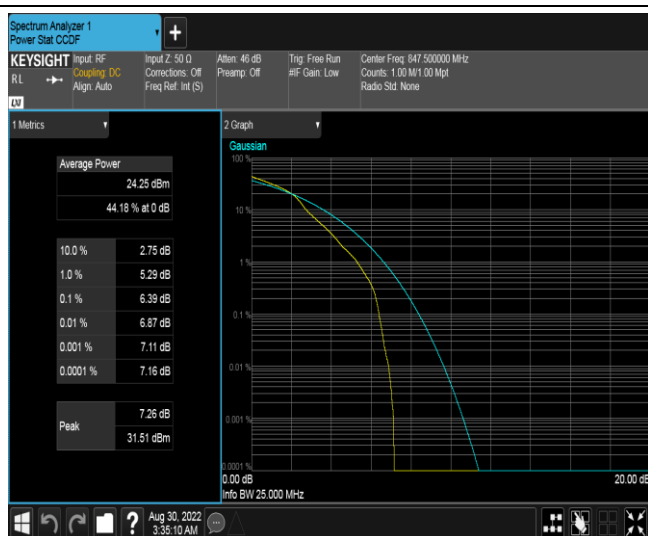 Spectrum Analyzer 1
Power Stat CCDF
KEYSIGHT
RL
LXI
Input: RF
Coupling: DC
Align: Auto
Input Z: 50 Ω
Corrections: Off
Freq Ref: Int (S)
Atten: 46 dB
Preamp: Off
Trig: Free Run
#IF Gain: Low
Center Freq: 847.500000 MHz
Counts: 1.00 M/1.00 Mpt
Radio Std: None
1 Metrics
Average Power
24.25 dBm
44.18 % at 0 dB
10.0 % 2.75 dB
1.0 % 5.29 dB
0.1 % 6.39 dB
0.01 % 6.87 dB
0.001 % 7.11 dB
0.0001 % 7.16 dB
Peak
7.26 dB
31.51 dBm
2 Graph
Gaussian
100 %
10 %
1 %
0.1 %
0.01 %
0.001 %
0.0001 %
0.00 dB
20.00 dB
Info BW 25.000 MHz
?
Aug 30, 2022
3:35:10 AM